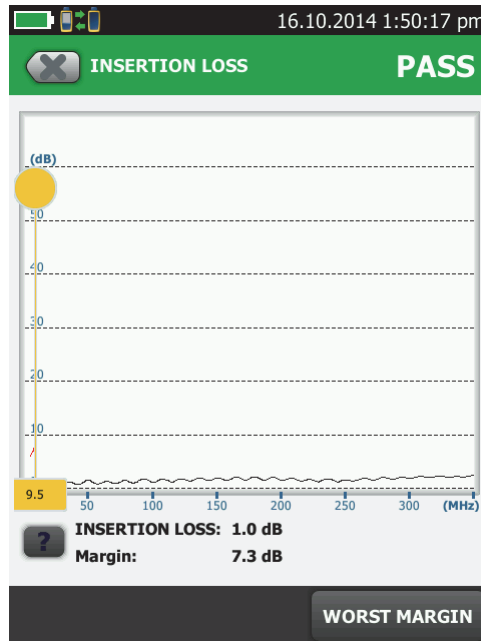 16.10.2014 1:50:17 pm
INSERTION LOSS PASS
(dB)
50
40
30
20
10
9.5
50 100 150 200 250 300 (MHz)
? INSERTION LOSS: 1.0 dB
Margin: 7.3 dB
WORST MARGIN